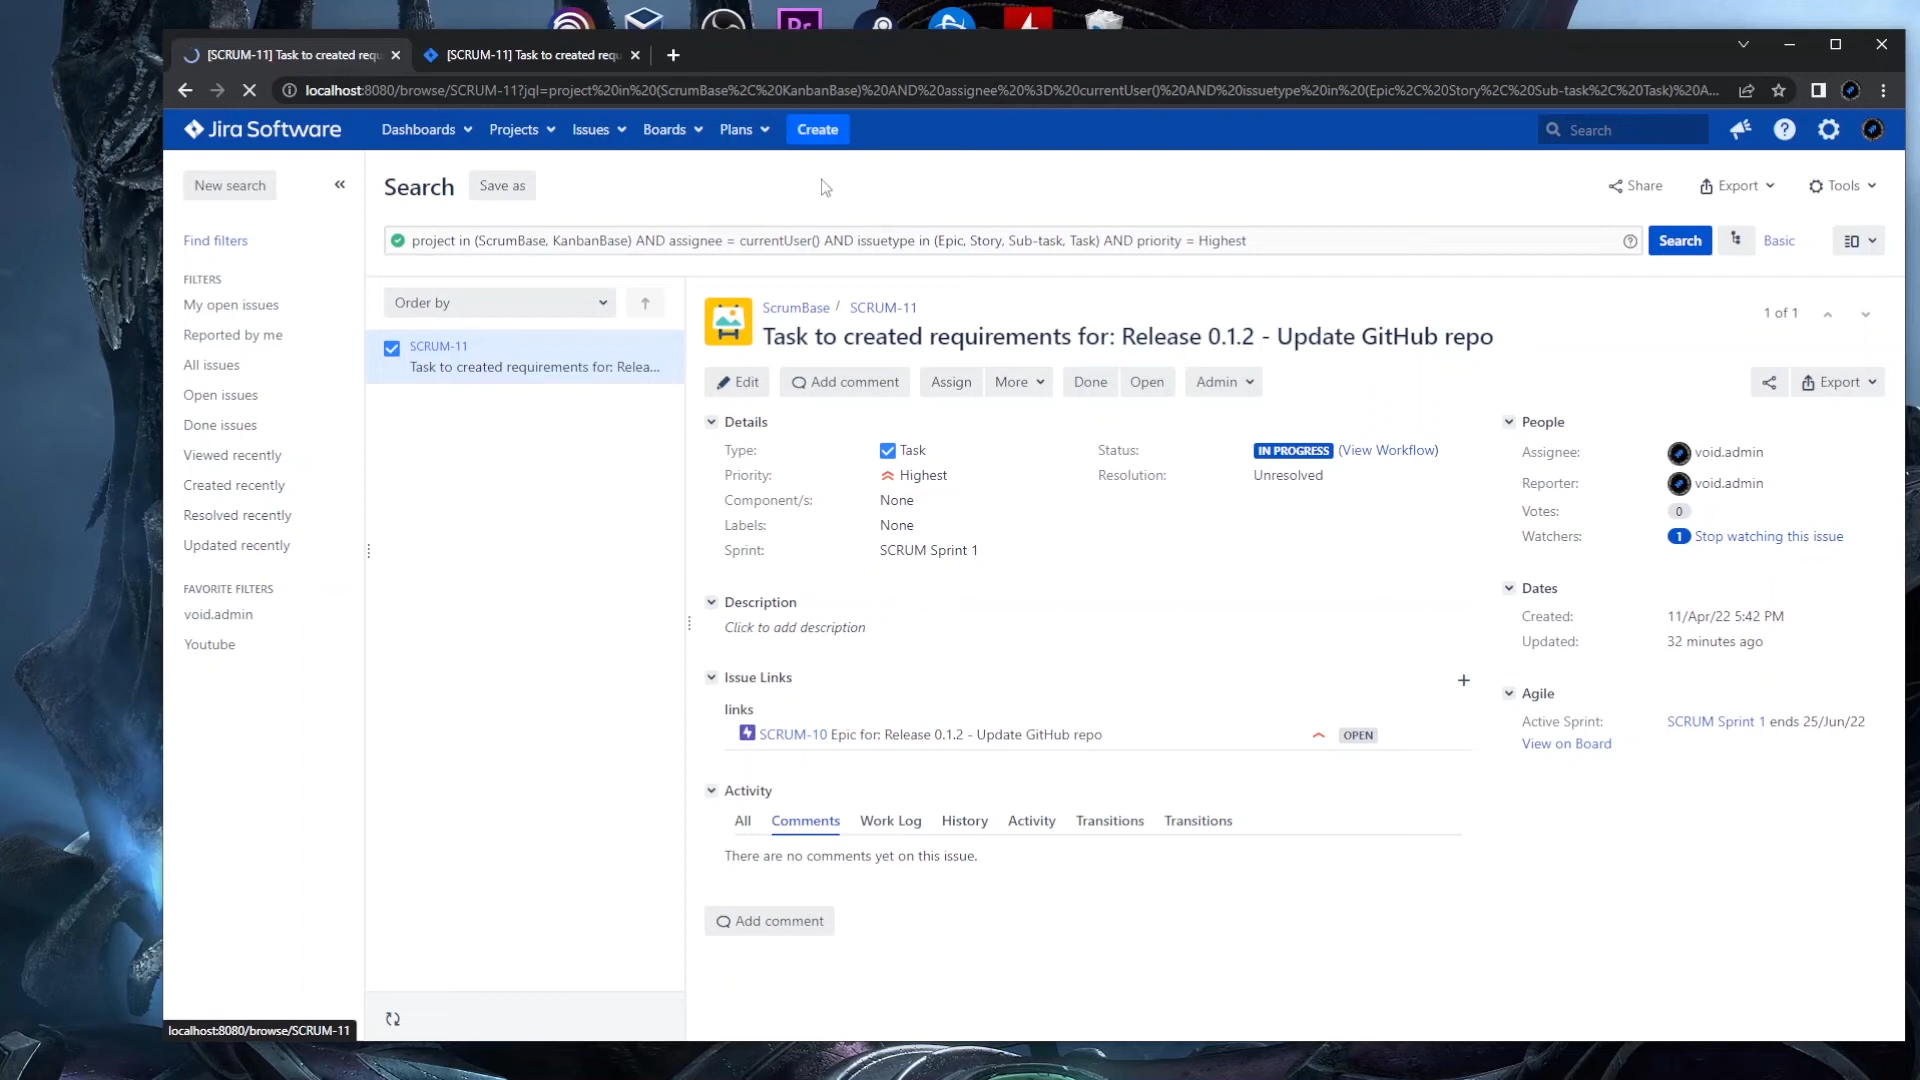 Pr
[SCRUM-11] Task to created requ
[SCRUM-11] Task to created requ
localhost:8080/browse/SCRUM-11?jql=project%20in%20(ScrumBase%2C%20KanbanBase)%20AND%20assignee%20%3D%20currentUser()%20AND%20issuetype%20in%20(Epic%2C%20Story%2C%20Sub-task%2C%20Task)%20A...
Jira Software
Dashboards
Projects
Issues
Boards
Plans
Create
Search
New search
Search
Save as
Share
Export
Tools
project in (ScrumBase, KanbanBase) AND assignee = currentUser() AND issuetype in (Epic, Story, Sub-task, Task) AND priority = Highest
Search
Basic
Find filters
FILTERS
My open issues
Reported by me
All issues
Open issues
Done issues
Viewed recently
Created recently
Resolved recently
Updated recently
FAVORITE FILTERS
void.admin
Youtube
Order by
SCRUM-11
Task to created requirements for: Relea...
ScrumBase / SCRUM-11
1 of 1
Task to created requirements for: Release 0.1.2 - Update GitHub repo
Edit
Add comment
Assign
More
Done
Open
Admin
Export
Details
Type: Task
Status: IN PROGRESS (View Workflow)
Priority: Highest
Resolution: Unresolved
Component/s: None
Labels: None
Sprint: SCRUM Sprint 1
Description
Click to add description
Issue Links
links
SCRUM-10 Epic for: Release 0.1.2 - Update GitHub repo OPEN
Activity
All Comments Work Log History Activity Transitions Transitions
There are no comments yet on this issue.
Add comment
People
Assignee: void.admin
Reporter: void.admin
Votes: 0
Watchers: 1 Stop watching this issue
Dates
Created: 11/Apr/22 5:42 PM
Updated: 32 minutes ago
Agile
Active Sprint: SCRUM Sprint 1 ends 25/Jun/22
View on Board
localhost:8080/browse/SCRUM-11